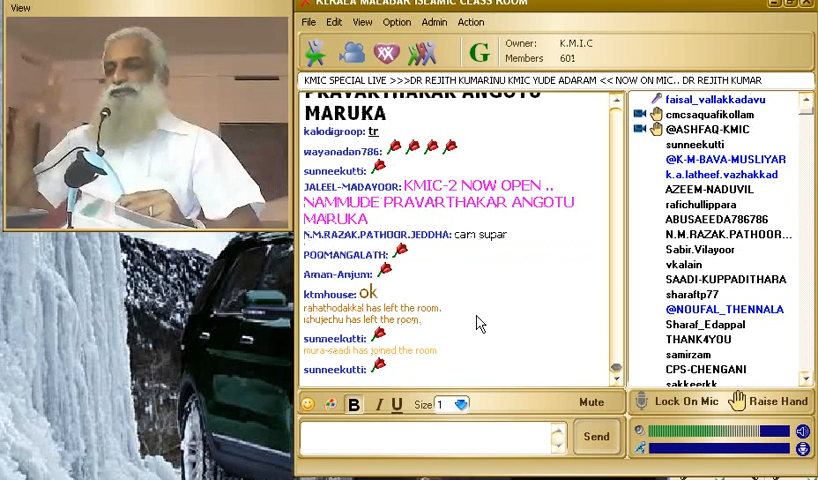 View
KERALA MALABAR ISLAMIC CLASS ROOM
File Edit View Option Admin Action
G
Owner: K.M.I.C
Members 601
KMIC SPECIAL LIVE >>>DR REJITH KUMARINU KMIC YUDE ADARAM << NOW ON MIC.. DR REJITH KUMAR
PRAVARTHAKAR ANGOTU
MARUKA
kalodigroup: tr
wayanadan786:
sunneekutti:
JALEEL-MADAYOOR: KMIC-2 NOW OPEN ..
NAMMUDE PRAVARTHAKAR ANGOTU
MARUKA
N.M.RAZAK.PATHOOR.JEDDHA: cam supar
POOMANGALATH:
Aman-Anjum:
ktmhouse: ok
rahathodakkal has left the room.
ishujechu has left the room.
sunneekutti:
mura-saadi has joined the room
sunneekutti:
faisal_vallakkadavu
cmcsaquafikollam
@ASHFAQ-KMIC
sunneekutti
@K-M-BAVA-MUSLIYAR
k.a.latheef.vazhakkad
AZEEM-NADUVIL
rafichullippara
ABUSAEEDA786786
N.M.RAZAK.PATHOOR...
Sabir.Vilayoor
vkalain
SAADI-KUPPADITHARA
sharaftp77
@NOUFAL_THENNALA
Sharaf_Edappal
THANK4YOU
samirzam
CPS-CHENGANI
sakkeerkk
B I U Size 1 Mute
Lock On Mic Raise Hand
Send